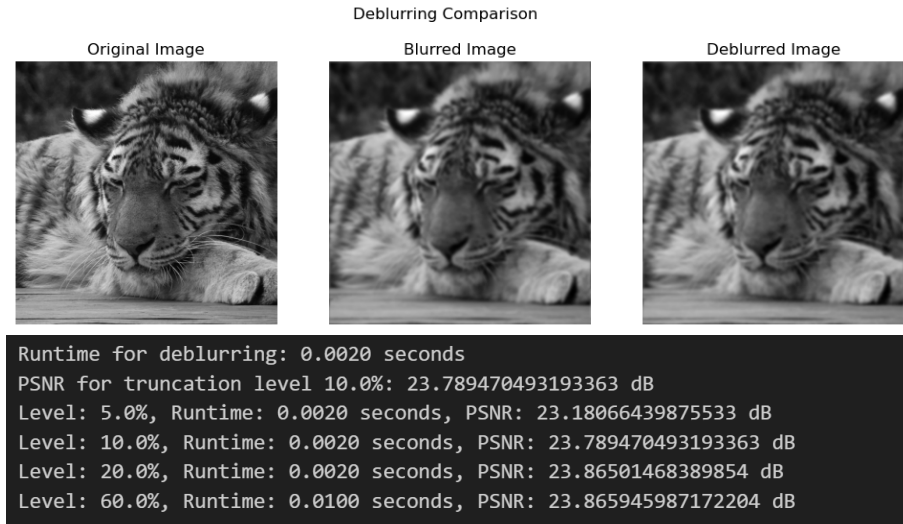 Deblurring Comparison
Original Image
Blurred Image
Deblurred Image
Runtime for deblurring: 0.0020 seconds
PSNR for truncation level 10.0%: 23.789470493193363 dB
Level: 5.0%, Runtime: 0.0020 seconds, PSNR: 23.18066439875533 dB
Level: 10.0%, Runtime: 0.0020 seconds, PSNR: 23.789470493193363 dB
Level: 20.0%, Runtime: 0.0020 seconds, PSNR: 23.86501468389854 dB
Level: 60.0%, Runtime: 0.0100 seconds, PSNR: 23.865945987172204 dB